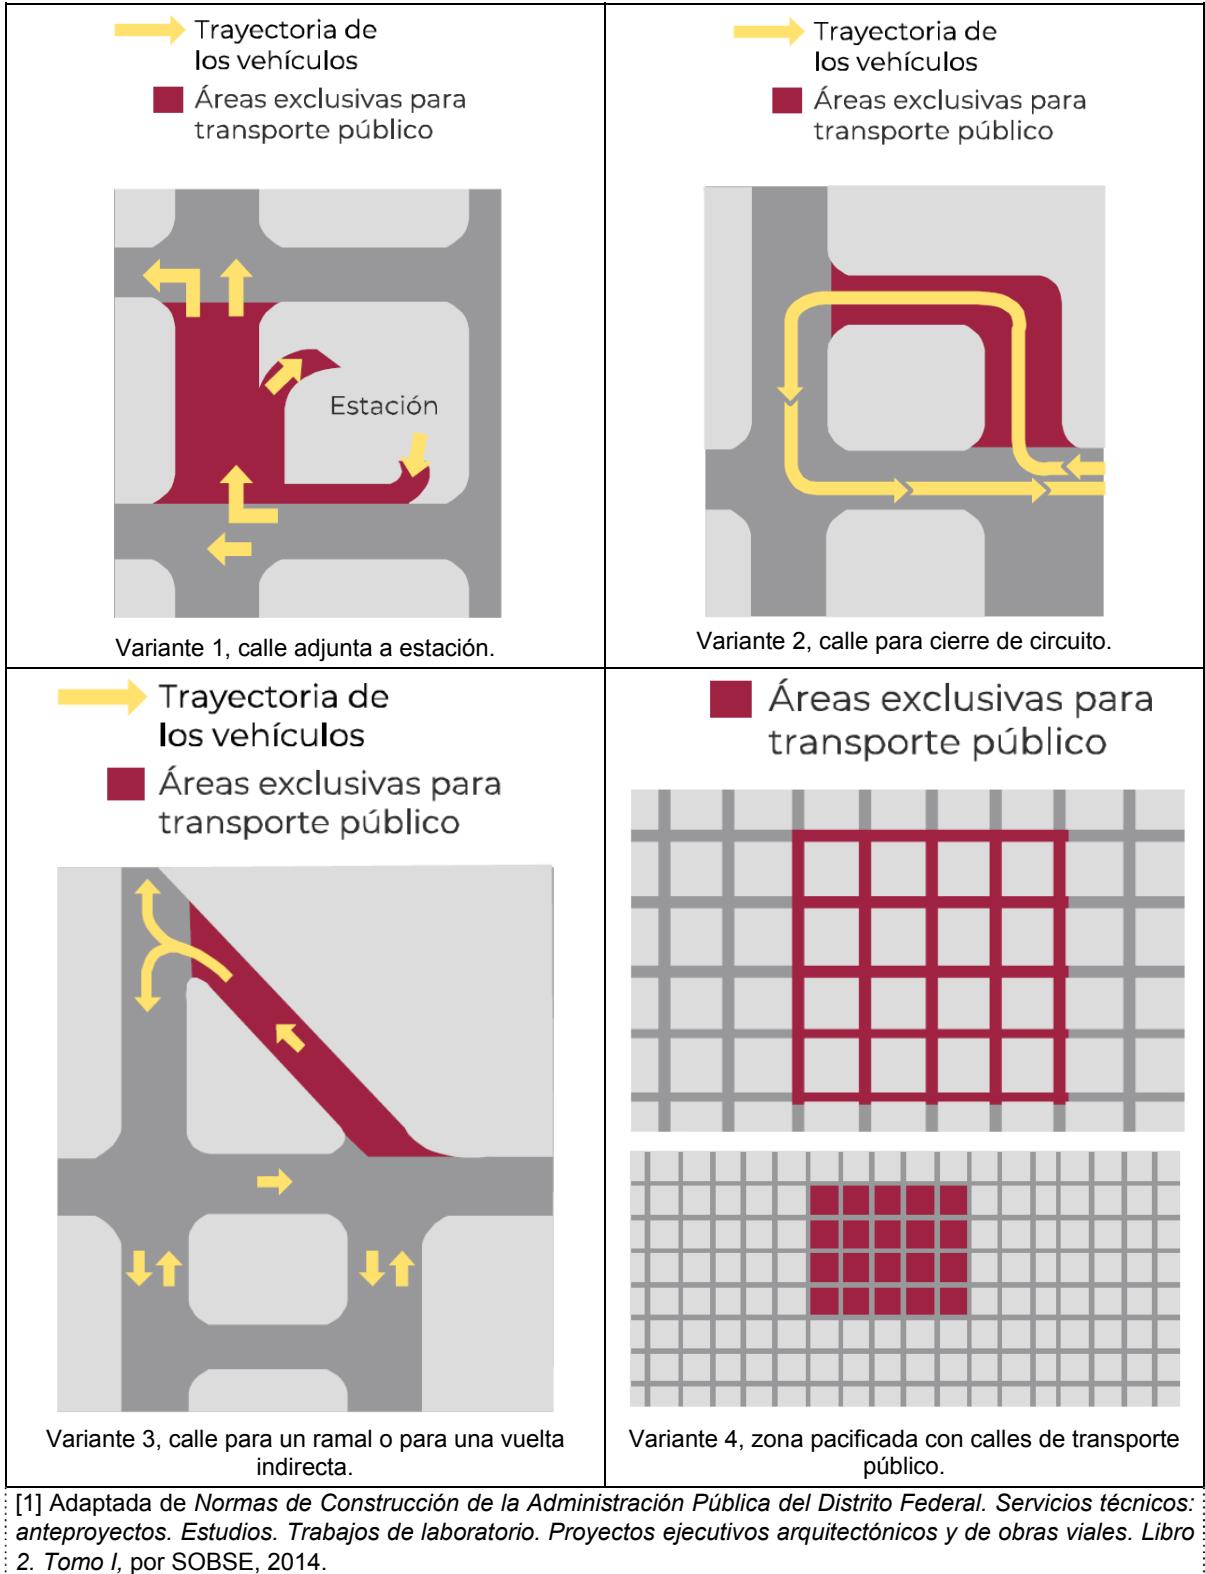 Trayectoria de
los vehículos
Áreas exclusivas para
transporte público
Estación
Variante 1, calle adjunta a estación.
Trayectoria de
los vehículos
Áreas exclusivas para
transporte público
Variante 2, calle para cierre de circuito.
Trayectoria de
los vehículos
Áreas exclusivas para
transporte público
Variante 3, calle para un ramal o para una vuelta
indirecta.
Áreas exclusivas para
transporte público
Variante 4, zona pacificada con calles de transporte
público.
[1] Adaptada de Normas de Construcción de la Administración Pública del Distrito Federal. Servicios técnicos:
anteproyectos. Estudios. Trabajos de laboratorio. Proyectos ejecutivos arquitectónicos y de obras viales. Libro
2. Tomo I, por SOBSE, 2014.